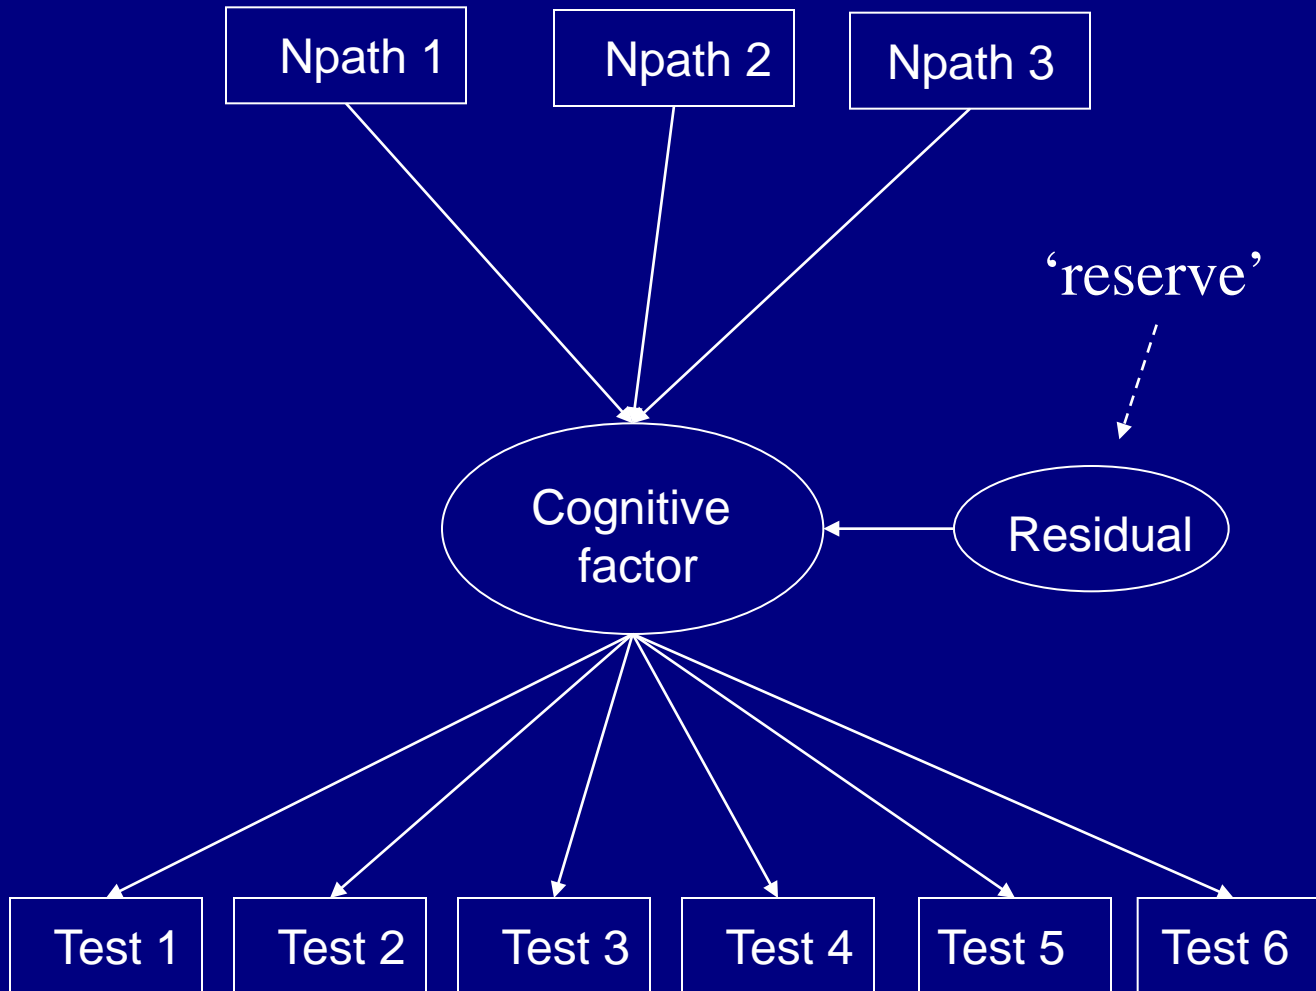 Npath 1
Npath 2
Npath 3
‘reserve’
Cognitive
factor
Residual
Test 1
Test 2
Test 3
Test 4
Test 5
Test 6